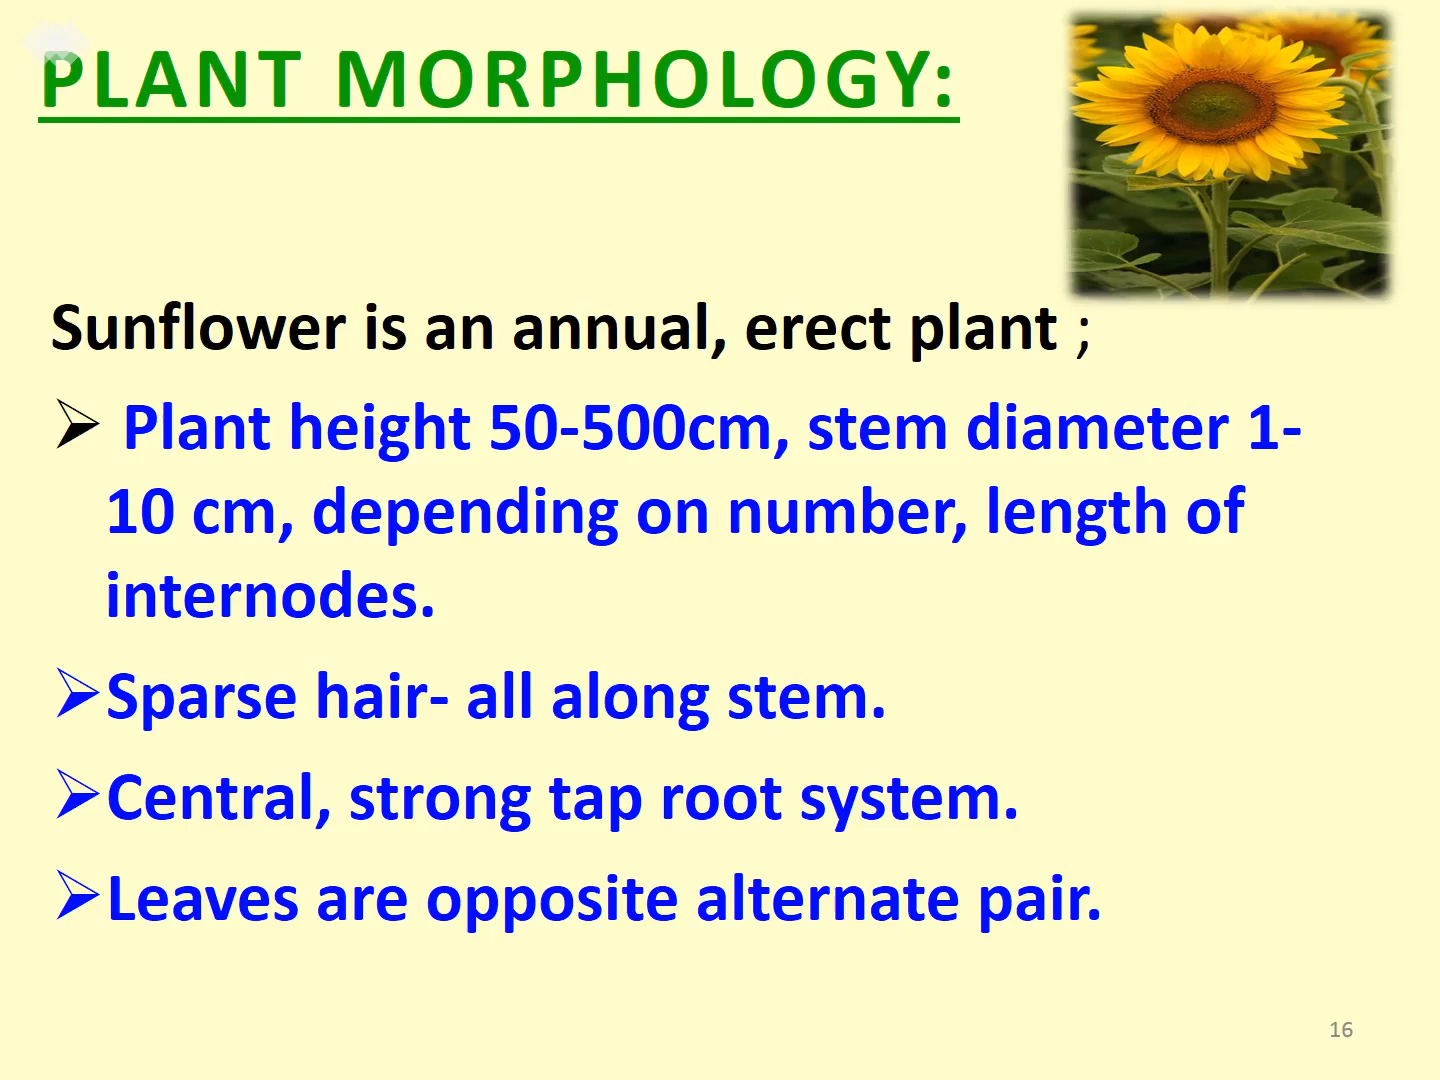 PLANT MORPHOLOGY:
Sunflower is an annual, erect plant ;
➢ Plant height 50-500cm, stem diameter 1-
10 cm, depending on number, length of
internodes.
➢Sparse hair- all along stem.
➢Central, strong tap root system.
➢Leaves are opposite alternate pair.
16